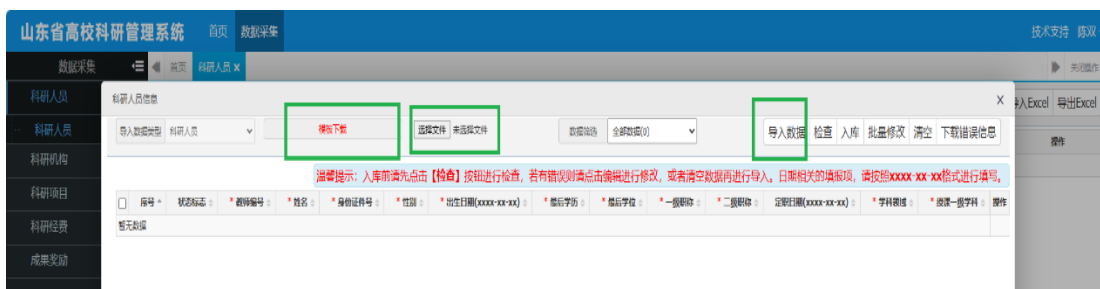 山东省高校科研管理系统 首页 数据采集 技术支持 陈双
数据采集 首页 科研人员 x 关闭操作
科研人员 科研人员信息 X 导入Excel 导出Excel
科研人员 导入数据类型 科研人员 模板下载 选择文件 未选择文件 数据筛选 全部数据(0) 导入数据 检查 入库 批量修改 清空 下载错误信息 操作
科研机构
温馨提示：入库前请先点击【检查】按钮进行检查，若有错误则请点击编辑进行修改，或者清空数据再进行导入。日期相关的填报项，请按照xxxx-xx-xx格式进行填写。
科研项目 序号 状态标志 * 教师编号 * 姓名 * 身份证件号 * 性别 * 出生日期(xxxx-xx-xx) * 最后学历 * 最后学位 * 一级职称 * 二级职称 定职日期(xxxx-xx-xx) * 学科领域 * 授课一级学科 操作
科研经费 暂无数据
成果奖励